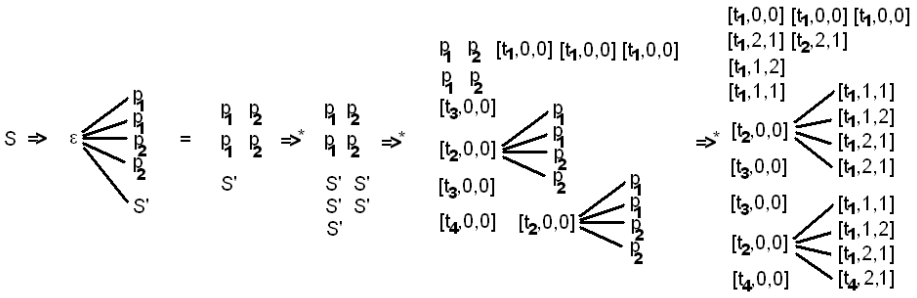 S ⇒ ε p₁ p₁ p₂ p₂ S'
=
p₁ p₂
p₁ p₂
S'
⇒*
p₁ p₂
p₁ p₂
S' S'
S' S'
S'
⇒*
p₁ p₂ [t₁,0,0] [t₁,0,0] [t₁,0,0]
p₁ p₂
[t₃,0,0]
[t₂,0,0] p₁ p₁ p₂ p₂
[t₃,0,0]
[t₄,0,0] [t₂,0,0] p₁ p₁ p₂ p₂
⇒*
[t₁,0,0] [t₁,0,0] [t₁,0,0]
[t₁,2,1] [t₂,2,1]
[t₁,1,2]
[t₁,1,1]
[t₂,0,0] [t₁,1,1] [t₁,1,2] [t₁,2,1] [t₁,2,1]
[t₃,0,0]
[t₃,0,0]
[t₂,0,0] [t₁,1,1] [t₁,1,2] [t₁,2,1] [t₄,2,1]
[t₄,0,0]